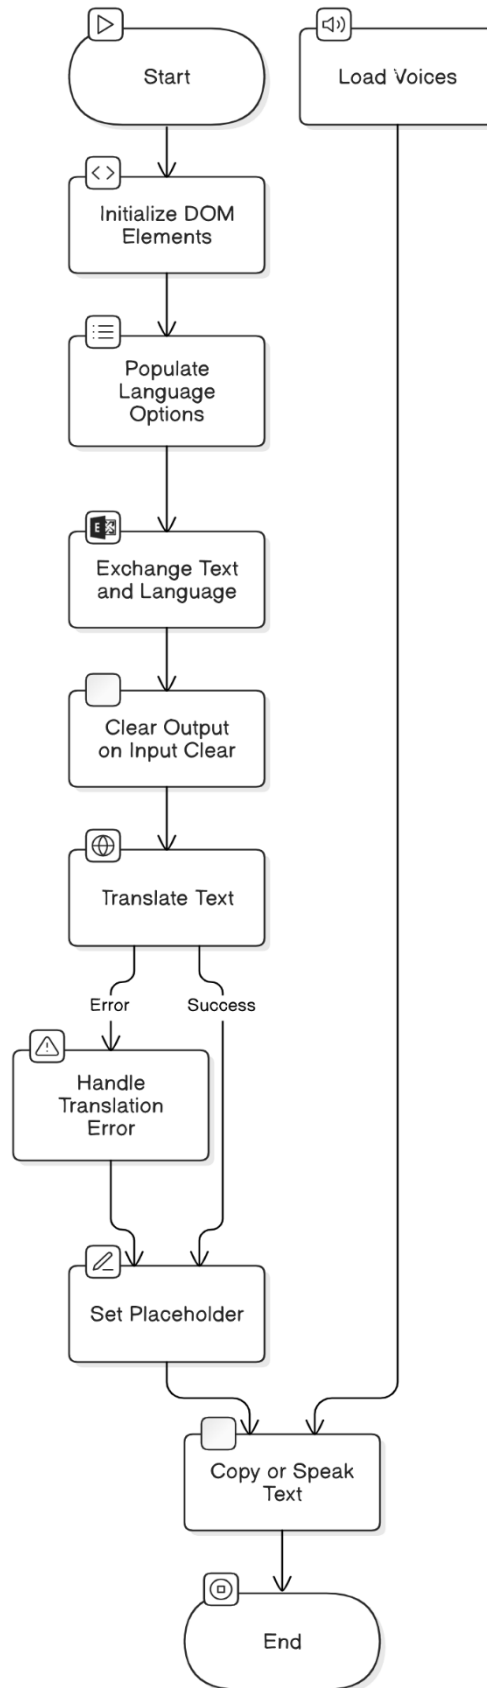 Start
Load Voices
Initialize DOM
Elements
Populate
Language
Options
E
Exchange Text
and Language
Clear Output
on Input Clear
Translate Text
Error
Success
Handle
Translation
Error
Set Placeholder
Copy or Speak
Text
End